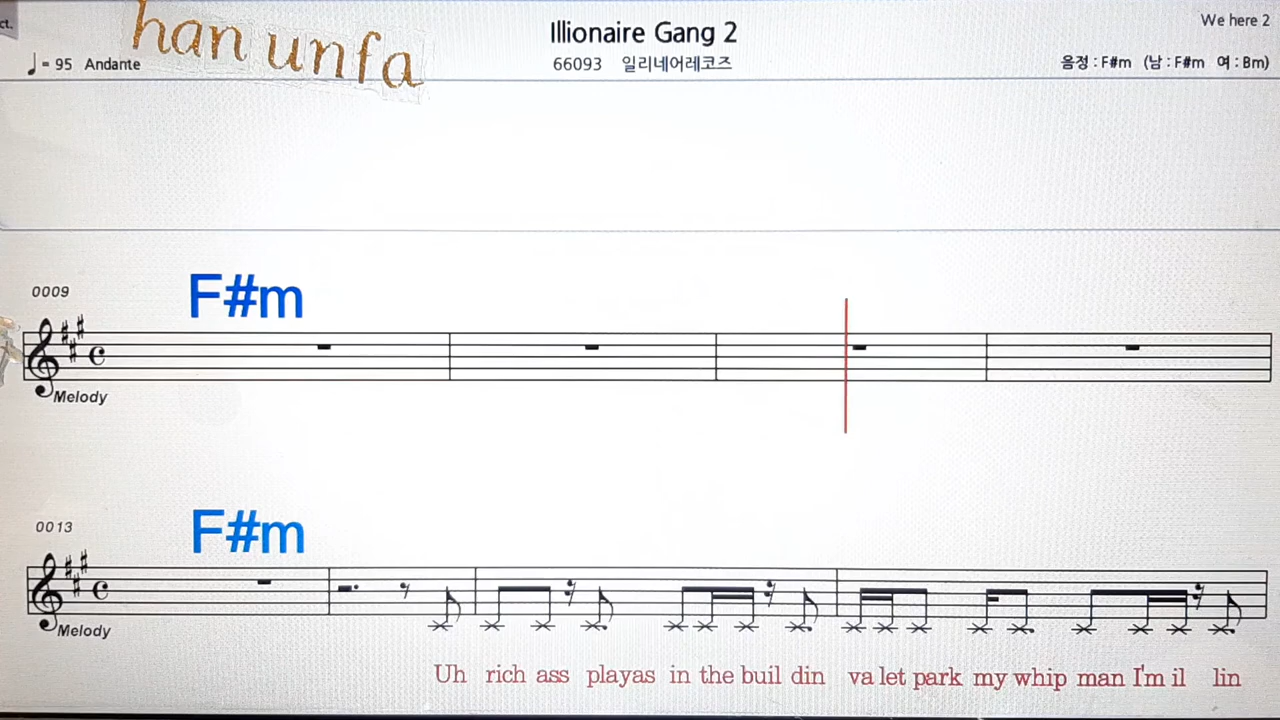 ct.
han unfa
Illionaire Gang 2
We here 2
♩= 95 Andante
66093 일리네어레코즈
음정 : F#m (남 : F#m 여 : Bm)
0009
F#m
Melody
0013
F#m
Melody
Uh rich ass playas in the buil din va let park my whip man I'm il lin